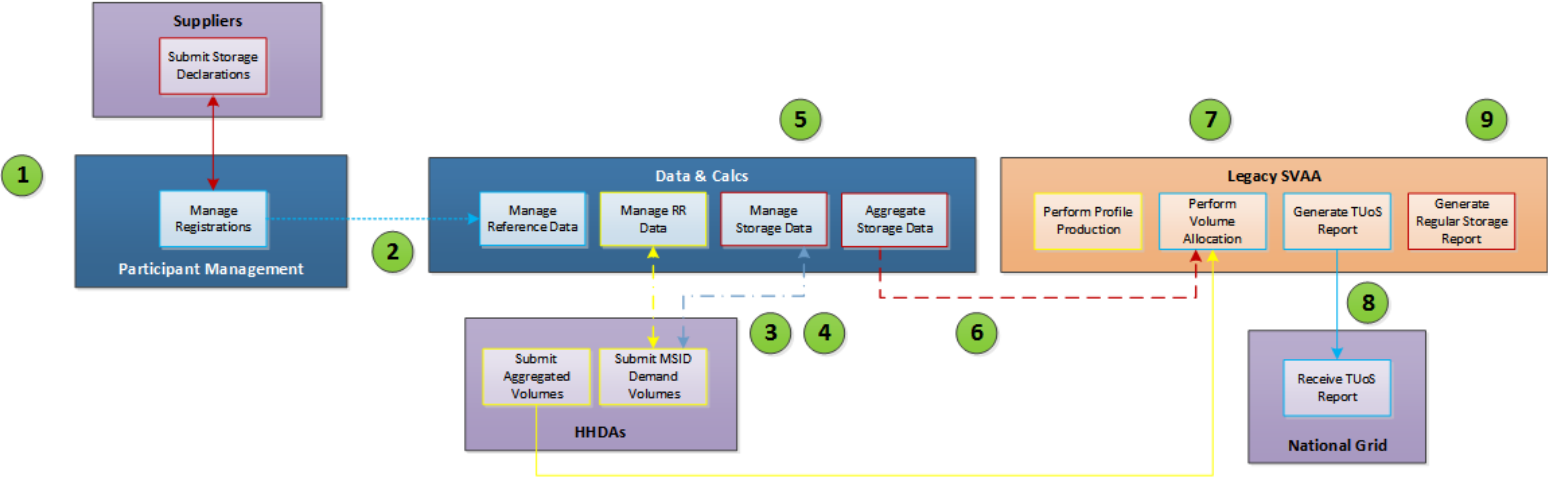 Suppliers
Submit Storage
Declarations
1
Manage
Registrations
Participant Management
2
5
Data & Calcs
Manage
Reference Data
Manage RR
Data
Manage
Storage Data
Aggregate
Storage Data
3
4
6
Submit
Aggregated
Volumes
Submit MSID
Demand
Volumes
HHDAs
7
9
Legacy SVAA
Perform Profile
Production
Perform
Volume
Allocation
Generate TUoS
Report
Generate
Regular Storage
Report
8
Receive TUoS
Report
National Grid